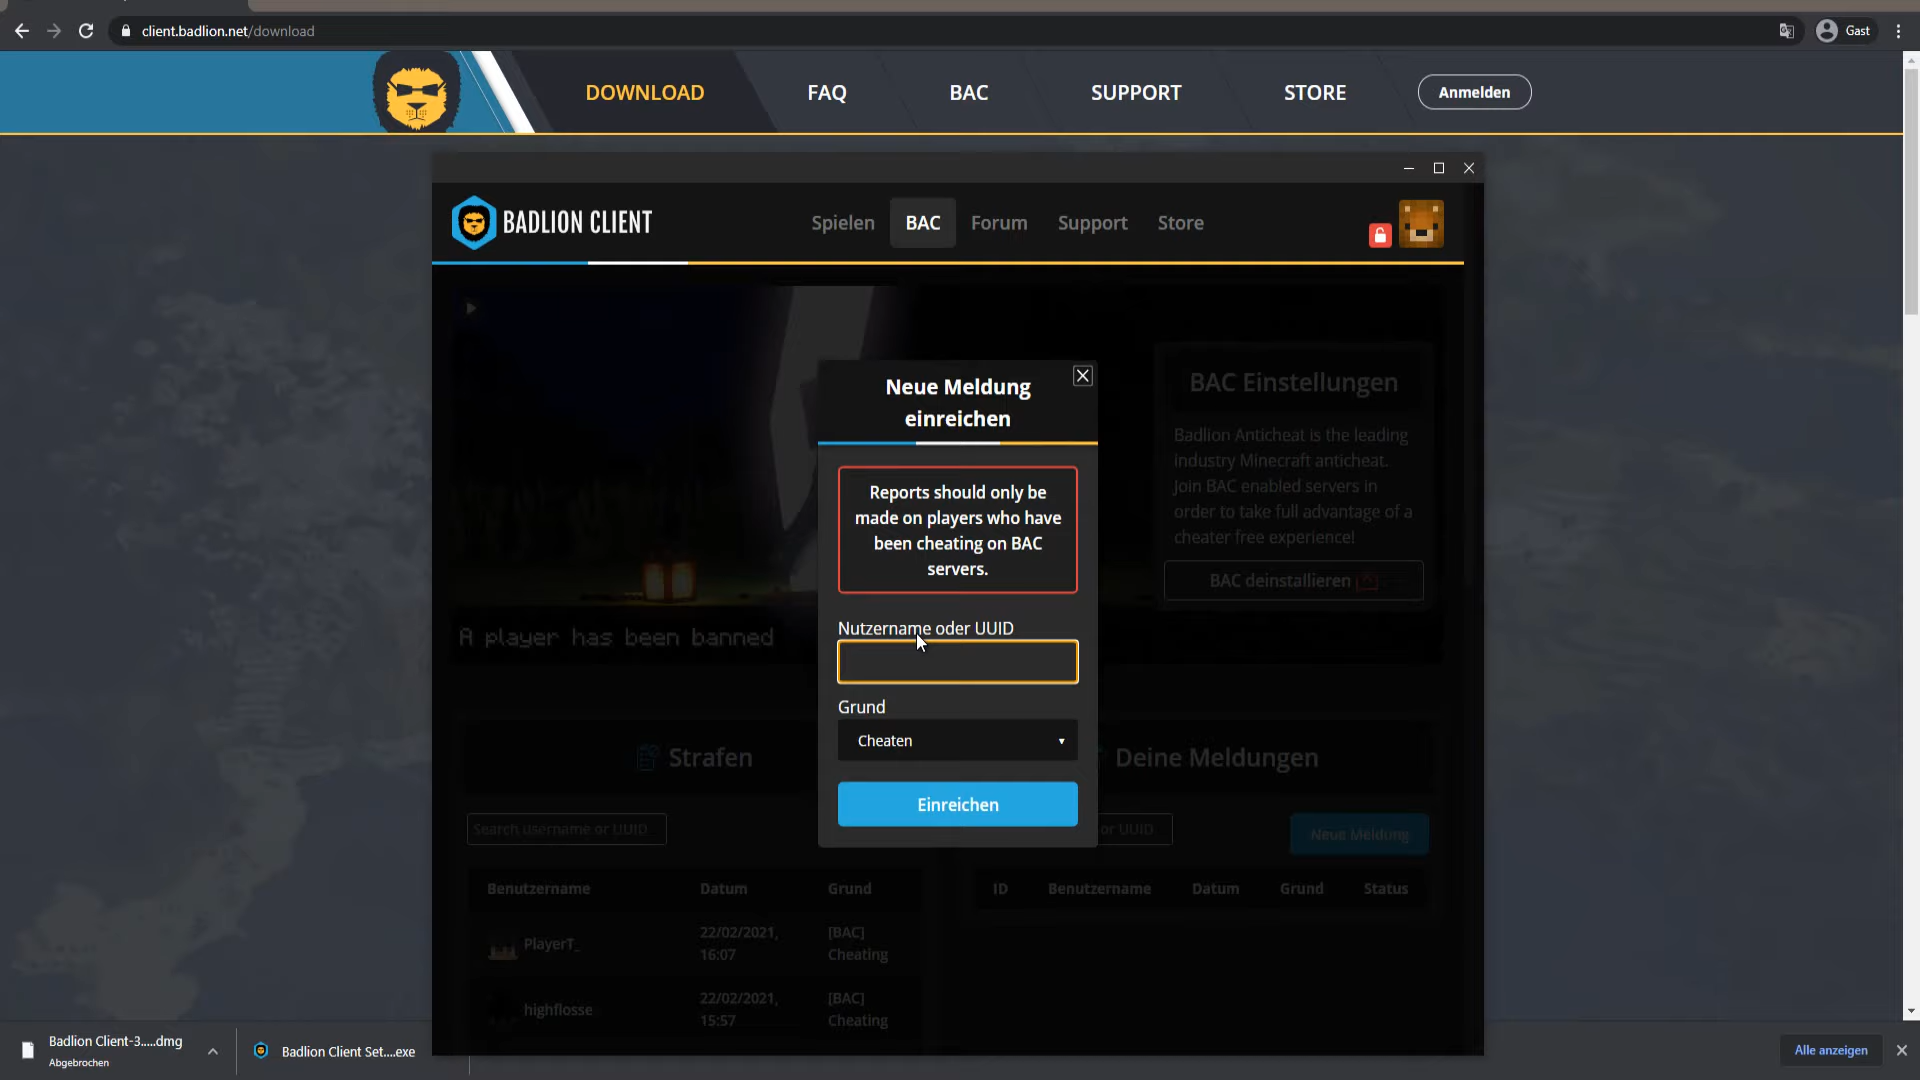 client.badlion.net/download
Gast
DOWNLOAD
FAQ
BAC
SUPPORT
STORE
Anmelden
BADLION CLIENT
Spielen
BAC
Forum
Support
Store
Neue Meldung
einreichen
Reports should only be
made on players who have
been cheating on BAC
servers.
Nutzername oder UUID
Grund
Cheaten
Einreichen
BAC Einstellungen
Badlion Anticheat is the leading
industry Minecraft anticheat.
Join BAC enabled servers in
order to take full advantage of a
cheater free experience!
BAC deinstallieren
A player has been banned
Strafen
Search username or UUID
Benutzername
Datum
Grund
PlayerT_
22/02/2021,
16:07
[BAC]
Cheating
highflosse
22/02/2021,
15:57
[BAC]
Cheating
Deine Meldungen
or UUID
Neue Meldung
ID
Benutzername
Datum
Grund
Status
Badlion Client-3.....dmg
Abgebrochen
Badlion Client Set....exe
Alle anzeigen